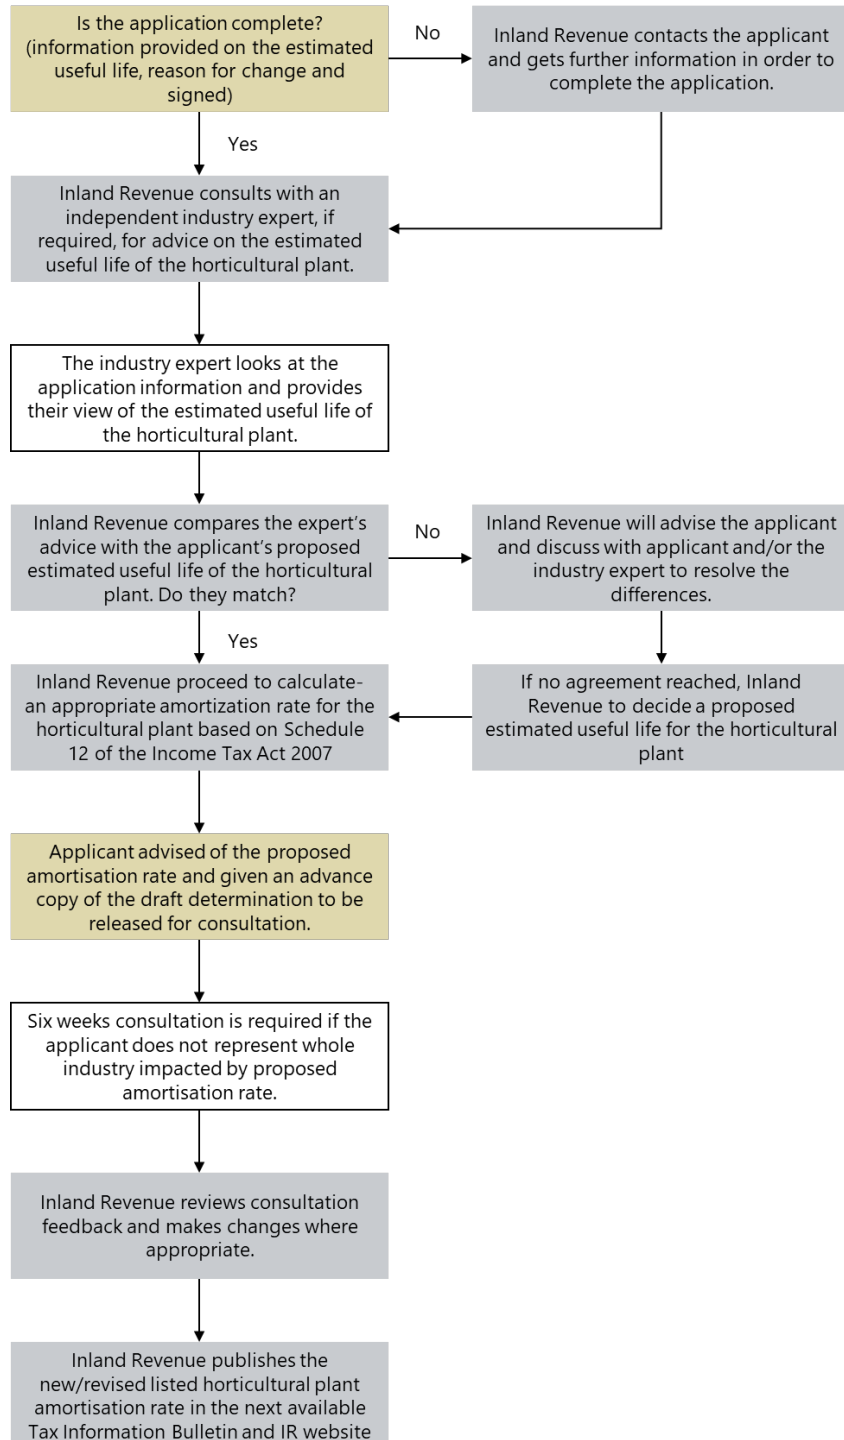 Is the application complete?
(information provided on the estimated
useful life, reason for change and
signed)
No
Inland Revenue contacts the applicant
and gets further information in order to
complete the application.
Yes
Inland Revenue consults with an
independent industry expert, if
required, for advice on the estimated
useful life of the horticultural plant.
The industry expert looks at the
application information and provides
their view of the estimated useful life of
the horticultural plant.
Inland Revenue compares the expert's
advice with the applicant's proposed
estimated useful life of the horticultural
plant. Do they match?
No
Inland Revenue will advise the applicant
and discuss with applicant and/or the
industry expert to resolve the
differences.
Yes
Inland Revenue proceed to calculate-
an appropriate amortization rate for the
horticultural plant based on Schedule
12 of the Income Tax Act 2007
If no agreement reached, Inland
Revenue to decide a proposed
estimated useful life for the horticultural
plant
Applicant advised of the proposed
amortisation rate and given an advance
copy of the draft determination to be
released for consultation.
Six weeks consultation is required if the
applicant does not represent whole
industry impacted by proposed
amortisation rate.
Inland Revenue reviews consultation
feedback and makes changes where
appropriate.
Inland Revenue publishes the
new/revised listed horticultural plant
amortisation rate in the next available
Tax Information Bulletin and IR website